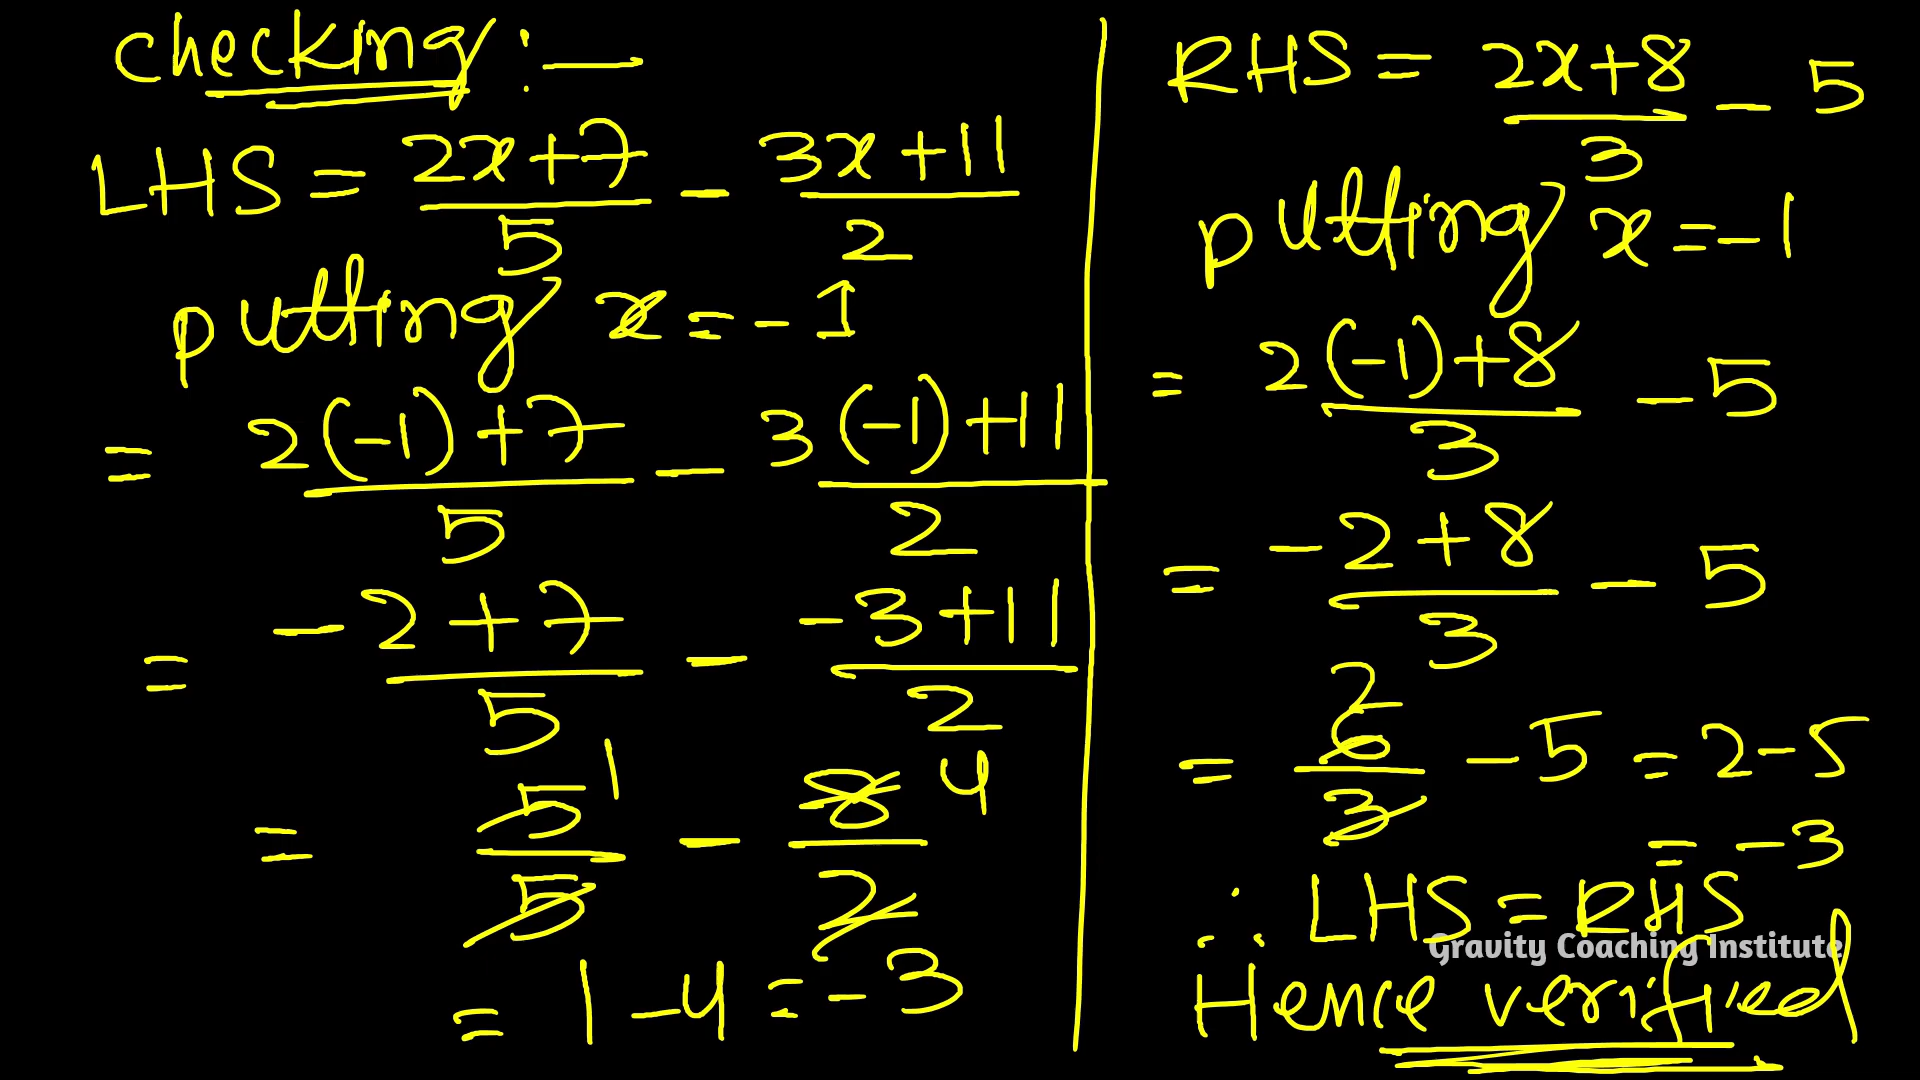 checking :—
LHS = 2x+7/5 - 3x+11/2
putting x = -1
= 2(-1)+7/5 - 3(-1)+11/2
= -2+7/5 - -3+11/2
= 5/5 1 - 8/2 4
= 1-4 = -3
RHS = 2x+8/3 - 5
putting x = -1
= 2(-1)+8/3 - 5
= -2+8/3 - 5
2
= 6/3 - 5 = 2-5
= -3
∴ LHS = RHS
Gravity Coaching Institute
Hence verified